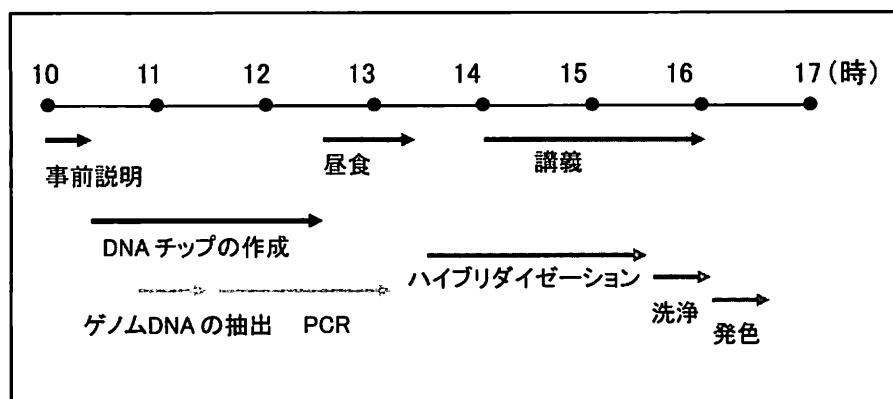 10 11 12 13 14 15 16 17（時）
事前説明 昼食 講義
DNA チップの作成
ハイブリダイゼーション
ゲノムDNA の抽出 PCR 洗浄 発色